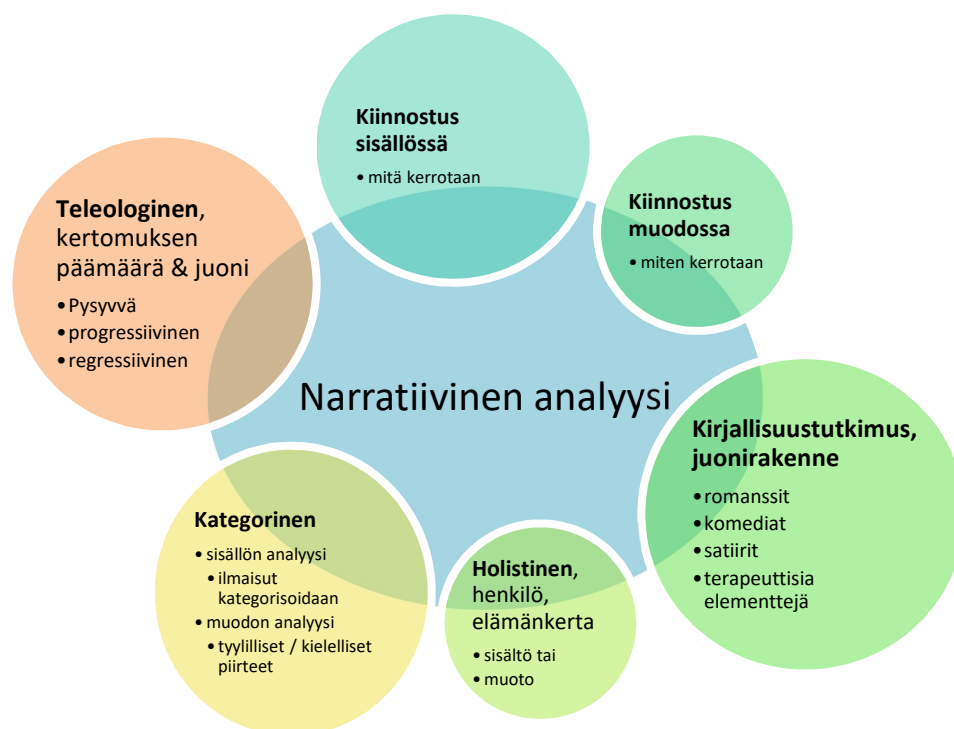 Narratiivinen analyysi
Kiinnostus
sisällössä
• mitä kerrotaan
Kiinnostus
muodossa
• miten kerrotaan
Kirjallisuustutkimus,
juonirakenne
• romanssit
• komediat
• satiirit
• terapeuttisia
elementtejä
Holistinen,
henkilö,
elämänkerta
• sisältö tai
• muoto
Kategorinen
• sisällön analyysi
• ilmaisut
kategorisoidaan
• muodon analyysi
• tyylilliset / kielelliset
piirteet
Teleologinen,
kertomuksen
päämäärä & juoni
• Pysyvvä
• progressiivinen
• regressiivinen